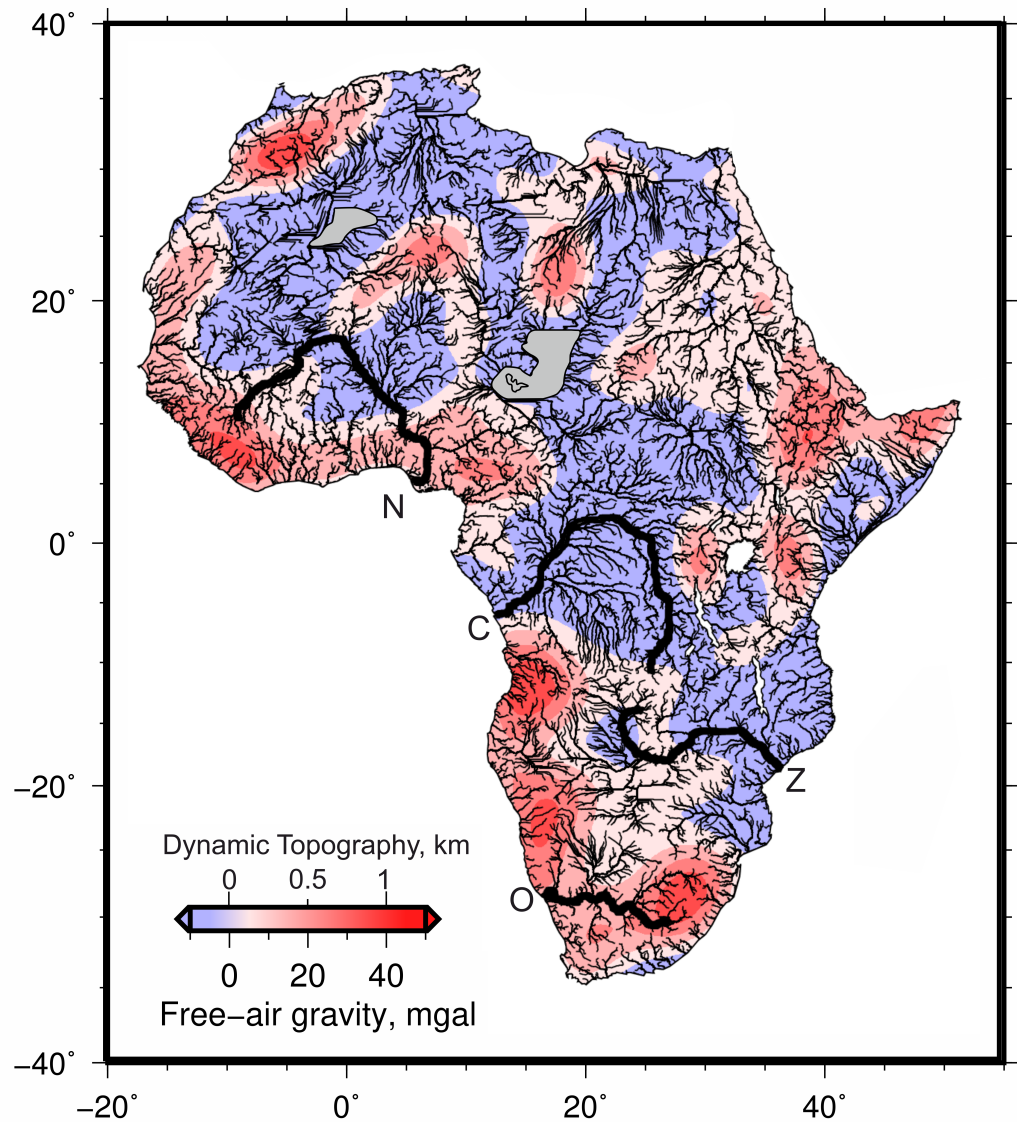 40˚
20˚
N
0˚
C
Z
−20˚
Dynamic Topography, km
0 0.5 1
O
0 20 40
Free−air gravity, mgal
−40˚
−20˚ 0˚ 20˚ 40˚